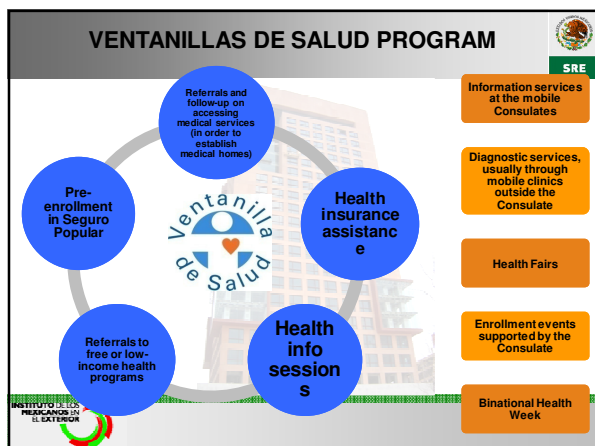 VENTANILLAS DE SALUD PROGRAM
SRE
Referrals and
follow-up on
accessing
medical services
(in order to
establish
medical homes)
Health
insurance
assistanc
e
Health
info
session
s
Referrals to
free or low-
income health
programs
Pre-
enrollment
in Seguro
Popular
Ventanilla
de Salud
Information services
at the mobile
Consulates
Diagnostic services,
usually through
mobile clinics
outside the
Consulate
Health Fairs
Enrollment events
supported by the
Consulate
Binational Health
Week
INSTITUTO DE LOS
MEXICANOS EN
EL EXTERIOR